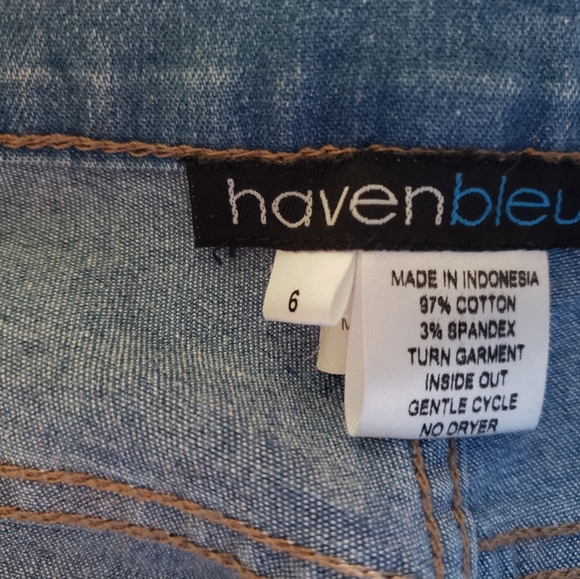 havenbleu
6
M
MADE IN INDONESIA
97% COTTON
3% SPANDEX
TURN GARMENT
INSIDE OUT
GENTLE CYCLE
NO DRYER